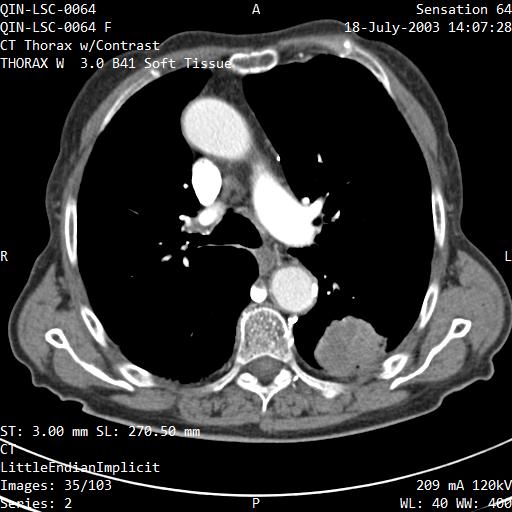 QIN-LSC-0064
A
Sensation 64
QIN-LSC-0064 F
18-July-2003 14:07:28
CT Thorax w/Contrast
THORAX W  3.0 B41 Soft Tissue
R
L
ST: 3.00 mm SL: 270.50 mm
CT
LittleEndianImplicit
Images: 35/103
209 mA 120kV
Series: 2
P
WL: 40 WW: 400